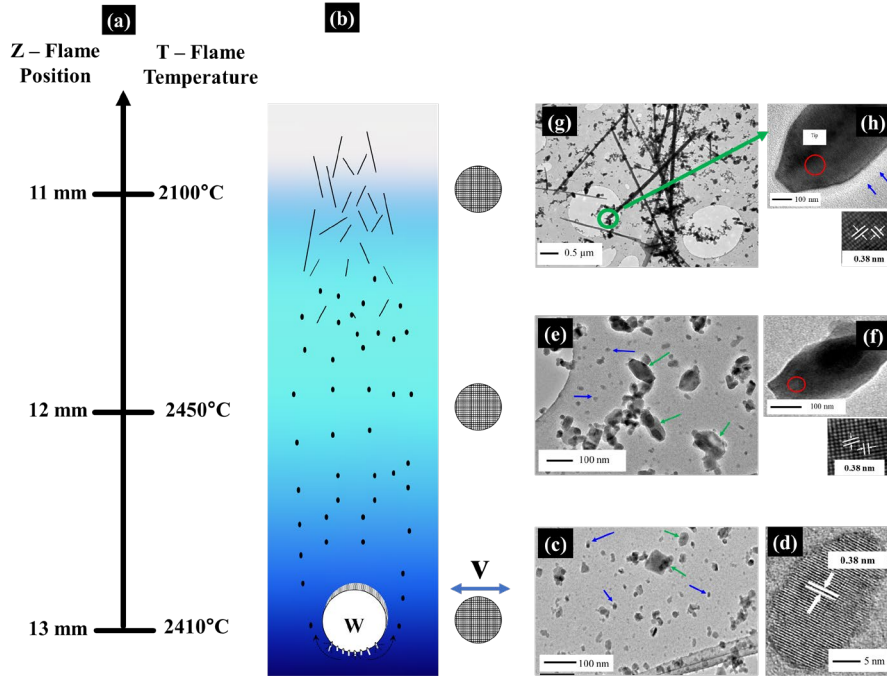 (a)
(b)
Z – Flame
Position
T – Flame
Temperature
11 mm
2100°C
12 mm
2450°C
13 mm
2410°C
W
V
(g)
0.5 μm
(h)
Tip
100 nm
0.38 nm
(e)
100 nm
(f)
100 nm
0.38 nm
(c)
100 nm
(d)
0.38 nm
5 nm